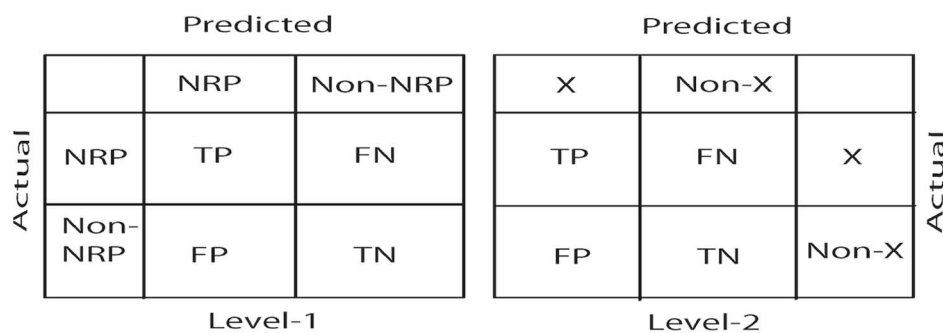 Predicted
NRP Non-NRP
Actual
NRP TP FN
Non-
NRP FP TN
Level-1
Predicted
X Non-X
TP FN X
FP TN Non-X
Actual
Level-2